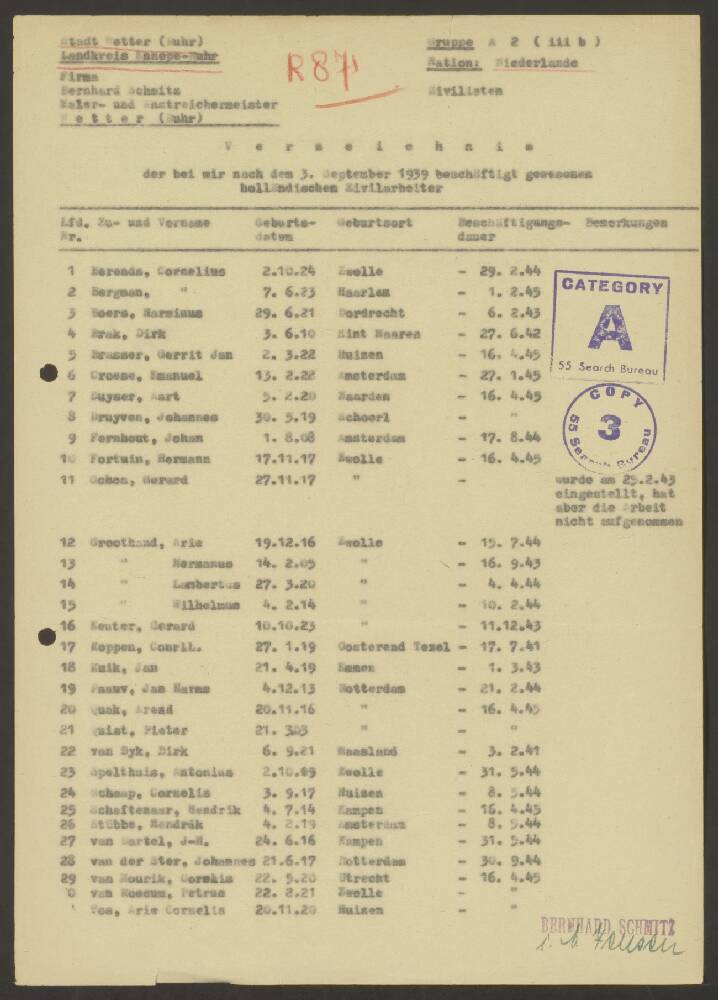 Stadt Wetter (Ruhr)
Landkreis Ennepe-Ruhr
Firma
Bernhard Schmitz
Maler- und Anstreichermeister
W e t t e r (Ruhr)
R 87
Gruppe A 2 ( iii b )
Nation: Niederlande
Zivilisten
V e r z e i c h n i s
der bei mir nach dem 3. September 1939 beschäftigt gewesenen
holländischen Zivilarbeiter
Lfd. Zu- und Vorname Geburts- Geburtsort Beschäftigungs- Bemerkungen
Nr. datum dauer
1 Barends, Cornelius 2.10.24 Zwolle - 29. 2.44
2 Bergman, " 7. 6.23 Haarlem - 1. 2.45
3 Boers, Harminus 29. 6.21 Dordrecht - 6. 2.43
4 Brak, Dirk 3. 6.10 Sint Maaren - 27. 6.42
5 Brasser, Gerrit Jan 2. 3.22 Huizen - 16. 4.45
6 Croese, Emanuel 13. 2.22 Amsterdam - 27. 1.45
7 Duyser, Aart 5. 2.20 Naarden - 16. 4.45
8 Druyven, Johannes 30. 5.19 Schoorl - "
9 Fernhout, Johan 1. 8.08 Amsterdam - 17. 8.44
10 Fortuin, Hermann 17.11.17 Zwolle - 16. 4.45
11 Gerard 27.11.17 " - wurde am 25.2.43
eingestellt, hat
aber die Arbeit
nicht aufgenommen
12 Groothand, Arie 19.12.16 Zwolle - 15. 7.44
13 " Hermanus 14. 2.05 " - 16. 9.43
14 " Lambertus 27. 3.20 " - 4. 4.44
15 " Wilhelmus 4. 2.14 " - 10. 2.44
16 Keuter, Gerard 10.10.23 " - 11.12.43
17 Koppen, 27. 1.19 Oosterend Texel - 17. 7.41
18 Kuik, Jan 21. 4.19 Emmen - 1. 3.43
19 Paauw, Jan Harms 4.12.13 Rotterdam - 21. 2.44
20 Quak, Arend 20.11.16 " - 16. 4.45
21 Quist, Pieter 21. " - "
22 van Dyk, Dirk 6. 9.21 Maasland - 3. 2.41
23 Spelthuis, Antonius 2.10. Zwolle - 31. 5.44
24 Schaap, Cornelis 3. 9.17 Huizen - 8. 5.44
25 Schaftenaar, Hendrik 4. 7.14 Kampen - 16. 4.45
26 Stübbe, Hendrik 4. 2.19 Amsterdam - 8. 5.44
27 van Bartel, J-H. 24. 6.16 Kampen - 31. 5.44
28 van der Ster, Johannes 21.6.17 Rotterdam - 30. 9.44
29 van Mourik, Cornelis 22. 5.20 Utrecht - 16. 4.45
0 van Rossum, Petrus 22. 2.21 Zwolle - "
Vos, Arie Cornelis 20.11.20 Huizen - "
CATEGORY
A
55 Search Bureau
COPY
3
55 Search Bureau
BERNHARD SCHMITZ